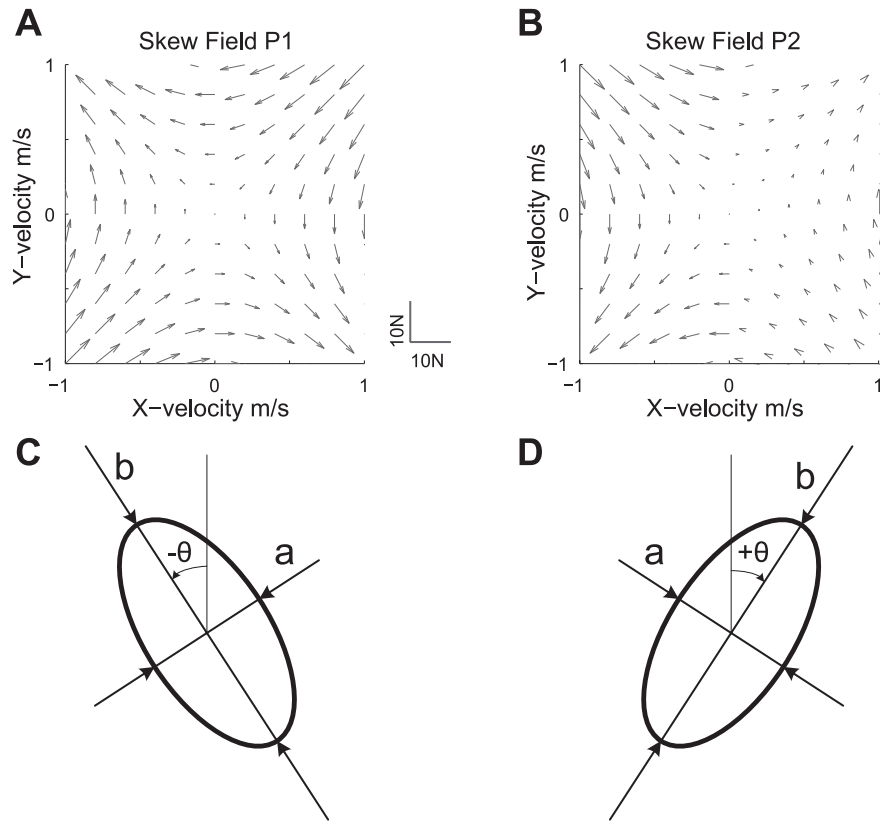 A
Skew Field P1
1
0
−1
Y−velocity m/s
−1
0
1
X−velocity m/s
10N
10N
B
Skew Field P2
1
0
−1
Y−velocity m/s
−1
0
1
X−velocity m/s
C
b
-θ
a
D
b
a
+θ